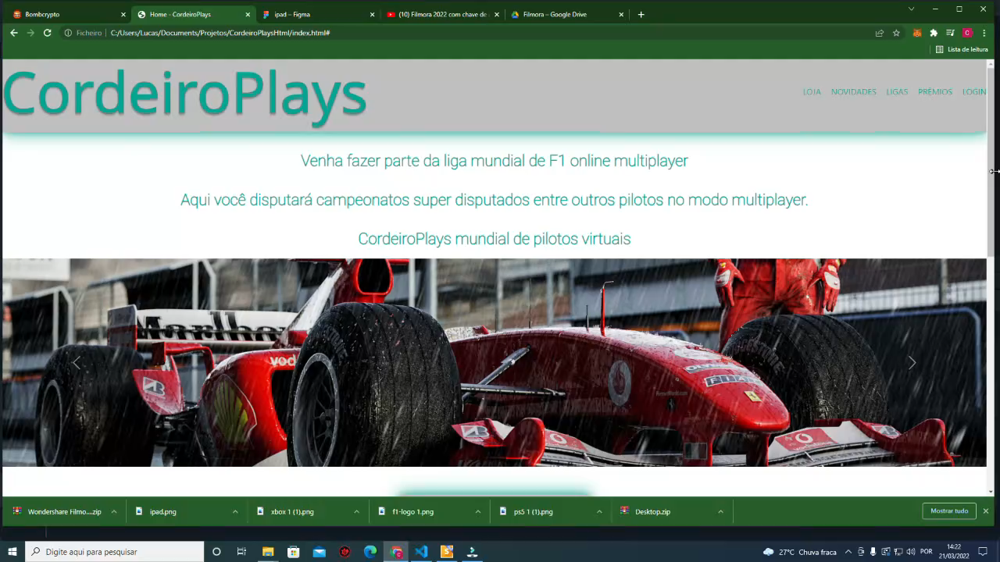 Bombcrypto
Home - CordeiroPlays
ipad – Figma
(10) Filmora 2022 com chave de
Filmora – Google Drive
Ficheiro
C:/Users/Lucas/Documents/Projetos/CordeiroPlaysHtml/index.html#
C
Lista de leitura
CordeiroPlays
LOJA NOVIDADES LIGAS PRÊMIOS LOGIN
Venha fazer parte da liga mundial de F1 online multiplayer
Aqui você disputará campeonatos super disputados entre outros pilotos no modo multiplayer.
CordeiroPlays mundial de pilotos virtuais
vod
OLYMPUS
FIAT
Wondershare Filmo....zip
ipad.png
xbox 1 (1).png
f1-logo 1.png
ps5 1 (1).png
Desktop.zip
Mostrar tudo
Digite aqui para pesquisar
27°C Chuva fraca
POR
14:22
21/03/2022